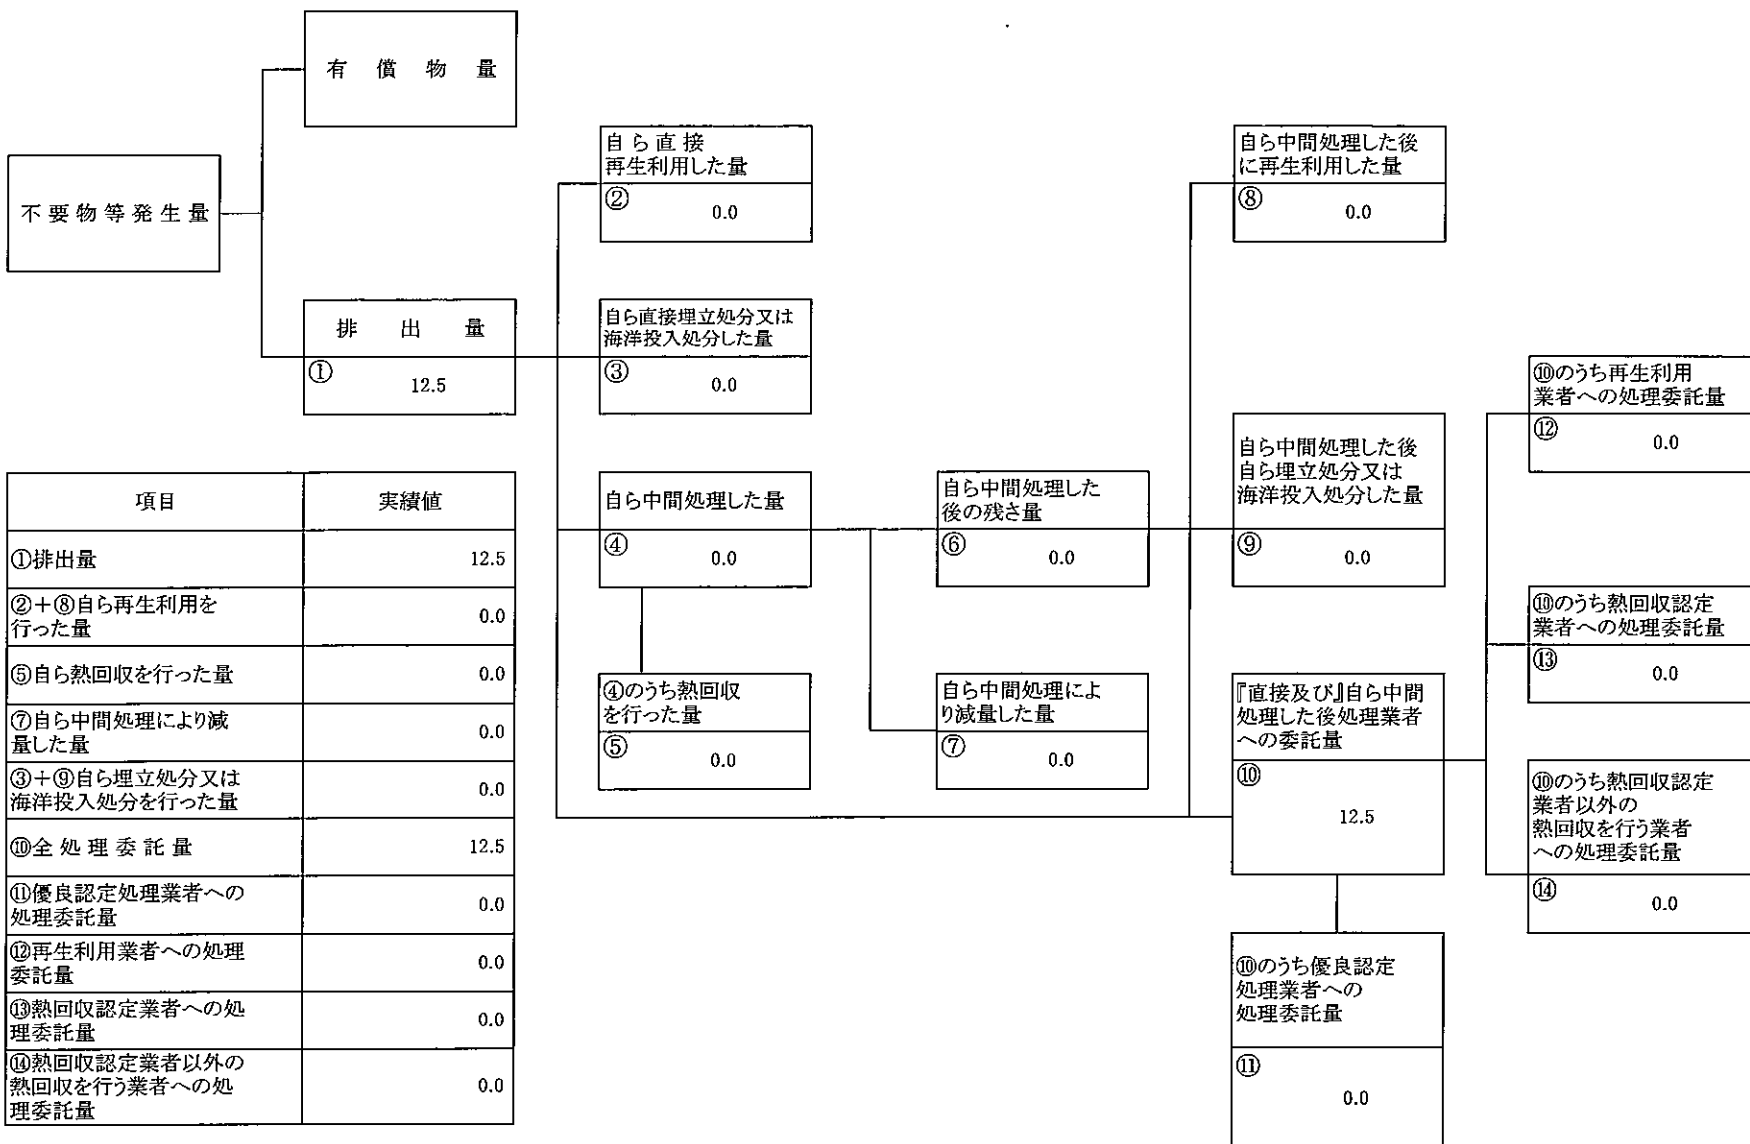 有償物量
不要物等発生量
排出量
①
12.5
自ら直接
再生利用した量
②
0.0
自ら直接埋立処分又は
海洋投入処分した量
③
0.0
自ら中間処理した量
④
0.0
④のうち熱回収
を行った量
⑤
0.0
自ら中間処理した
後の残さ量
⑥
0.0
自ら中間処理によ
り減量した量
⑦
0.0
自ら中間処理した後
に再生利用した量
⑧
0.0
自ら中間処理した後
自ら埋立処分又は
海洋投入処分した量
⑨
0.0
『直接及び』自ら中間
処理した後処理業者
への委託量
⑩
12.5
⑩のうち優良認定
処理業者への
処理委託量
⑪
0.0
⑩のうち再生利用
業者への処理委託量
⑫
0.0
⑩のうち熱回収認定
業者への処理委託量
⑬
0.0
⑩のうち熱回収認定
業者以外の
熱回収を行う業者
への処理委託量
⑭
0.0
項目 実績値
①排出量 12.5
②+⑧自ら再生利用を
行った量 0.0
⑤自ら熱回収を行った量 0.0
⑦自ら中間処理により減
量した量 0.0
③+⑨自ら埋立処分又は
海洋投入処分を行った量 0.0
⑩全処理委託量 12.5
⑪優良認定処理業者への
処理委託量 0.0
⑫再生利用業者への処理
委託量 0.0
⑬熱回収認定業者への処
理委託量 0.0
⑭熱回収認定業者以外の
熱回収を行う業者への処 0.0
理委託量